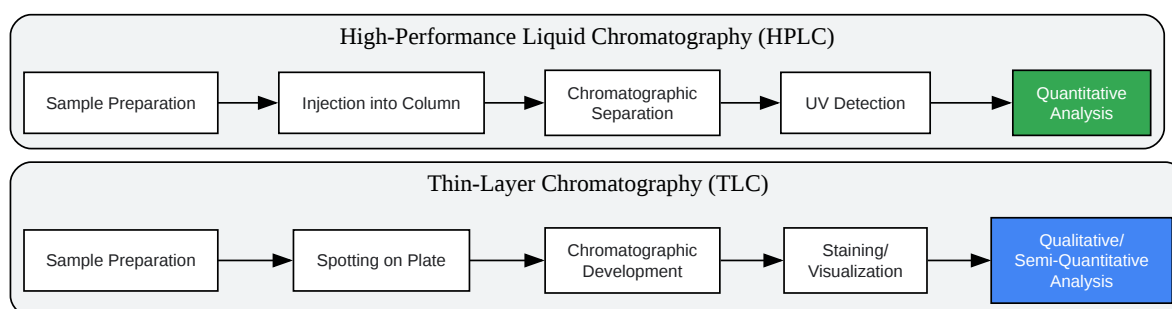 High-Performance Liquid Chromatography (HPLC)
Sample Preparation
Injection into Column
Chromatographic
Separation
UV Detection
Quantitative
Analysis
Thin-Layer Chromatography (TLC)
Sample Preparation
Spotting on Plate
Chromatographic
Development
Staining/
Visualization
Qualitative/
Semi-Quantitative
Analysis